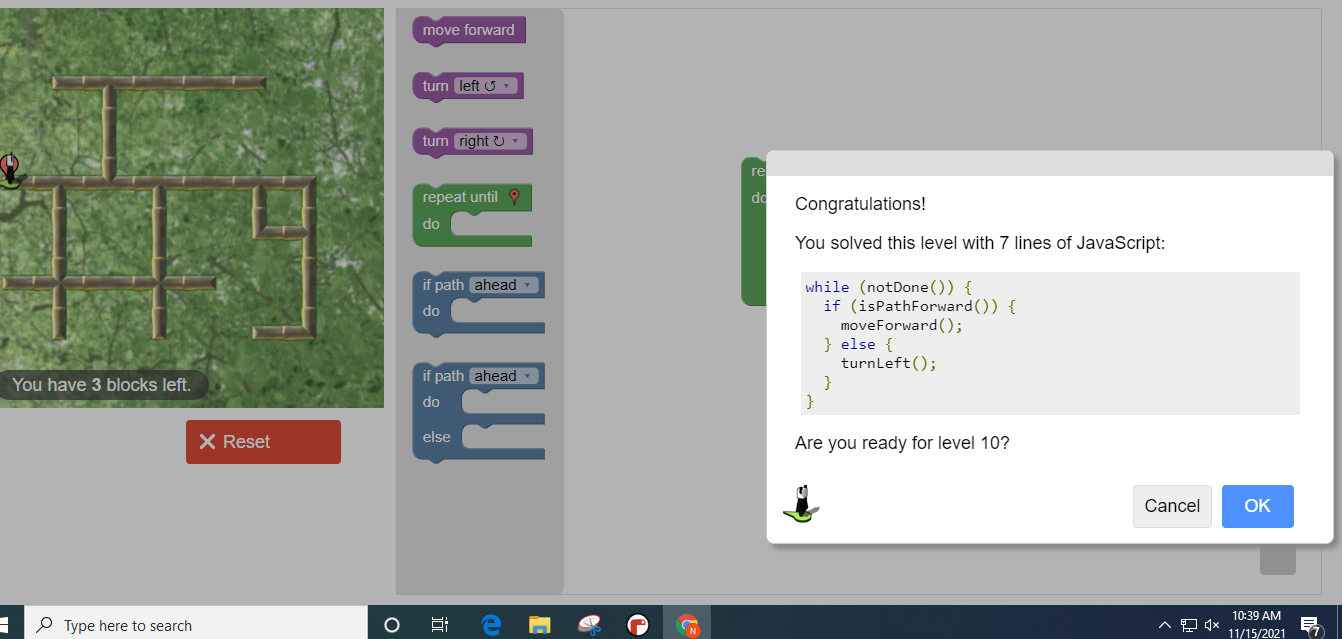 You have 3 blocks left.
Reset
move forward
turn left
turn right
repeat until
do
if path ahead
do
if path ahead
do
else
re
do
Congratulations!
You solved this level with 7 lines of JavaScript:
while (notDone()) {
if (isPathForward()) {
moveForward();
} else {
turnLeft();
}
}
Are you ready for level 10?
Cancel
OK
Type here to search
N
10:39 AM
11/15/2021
7